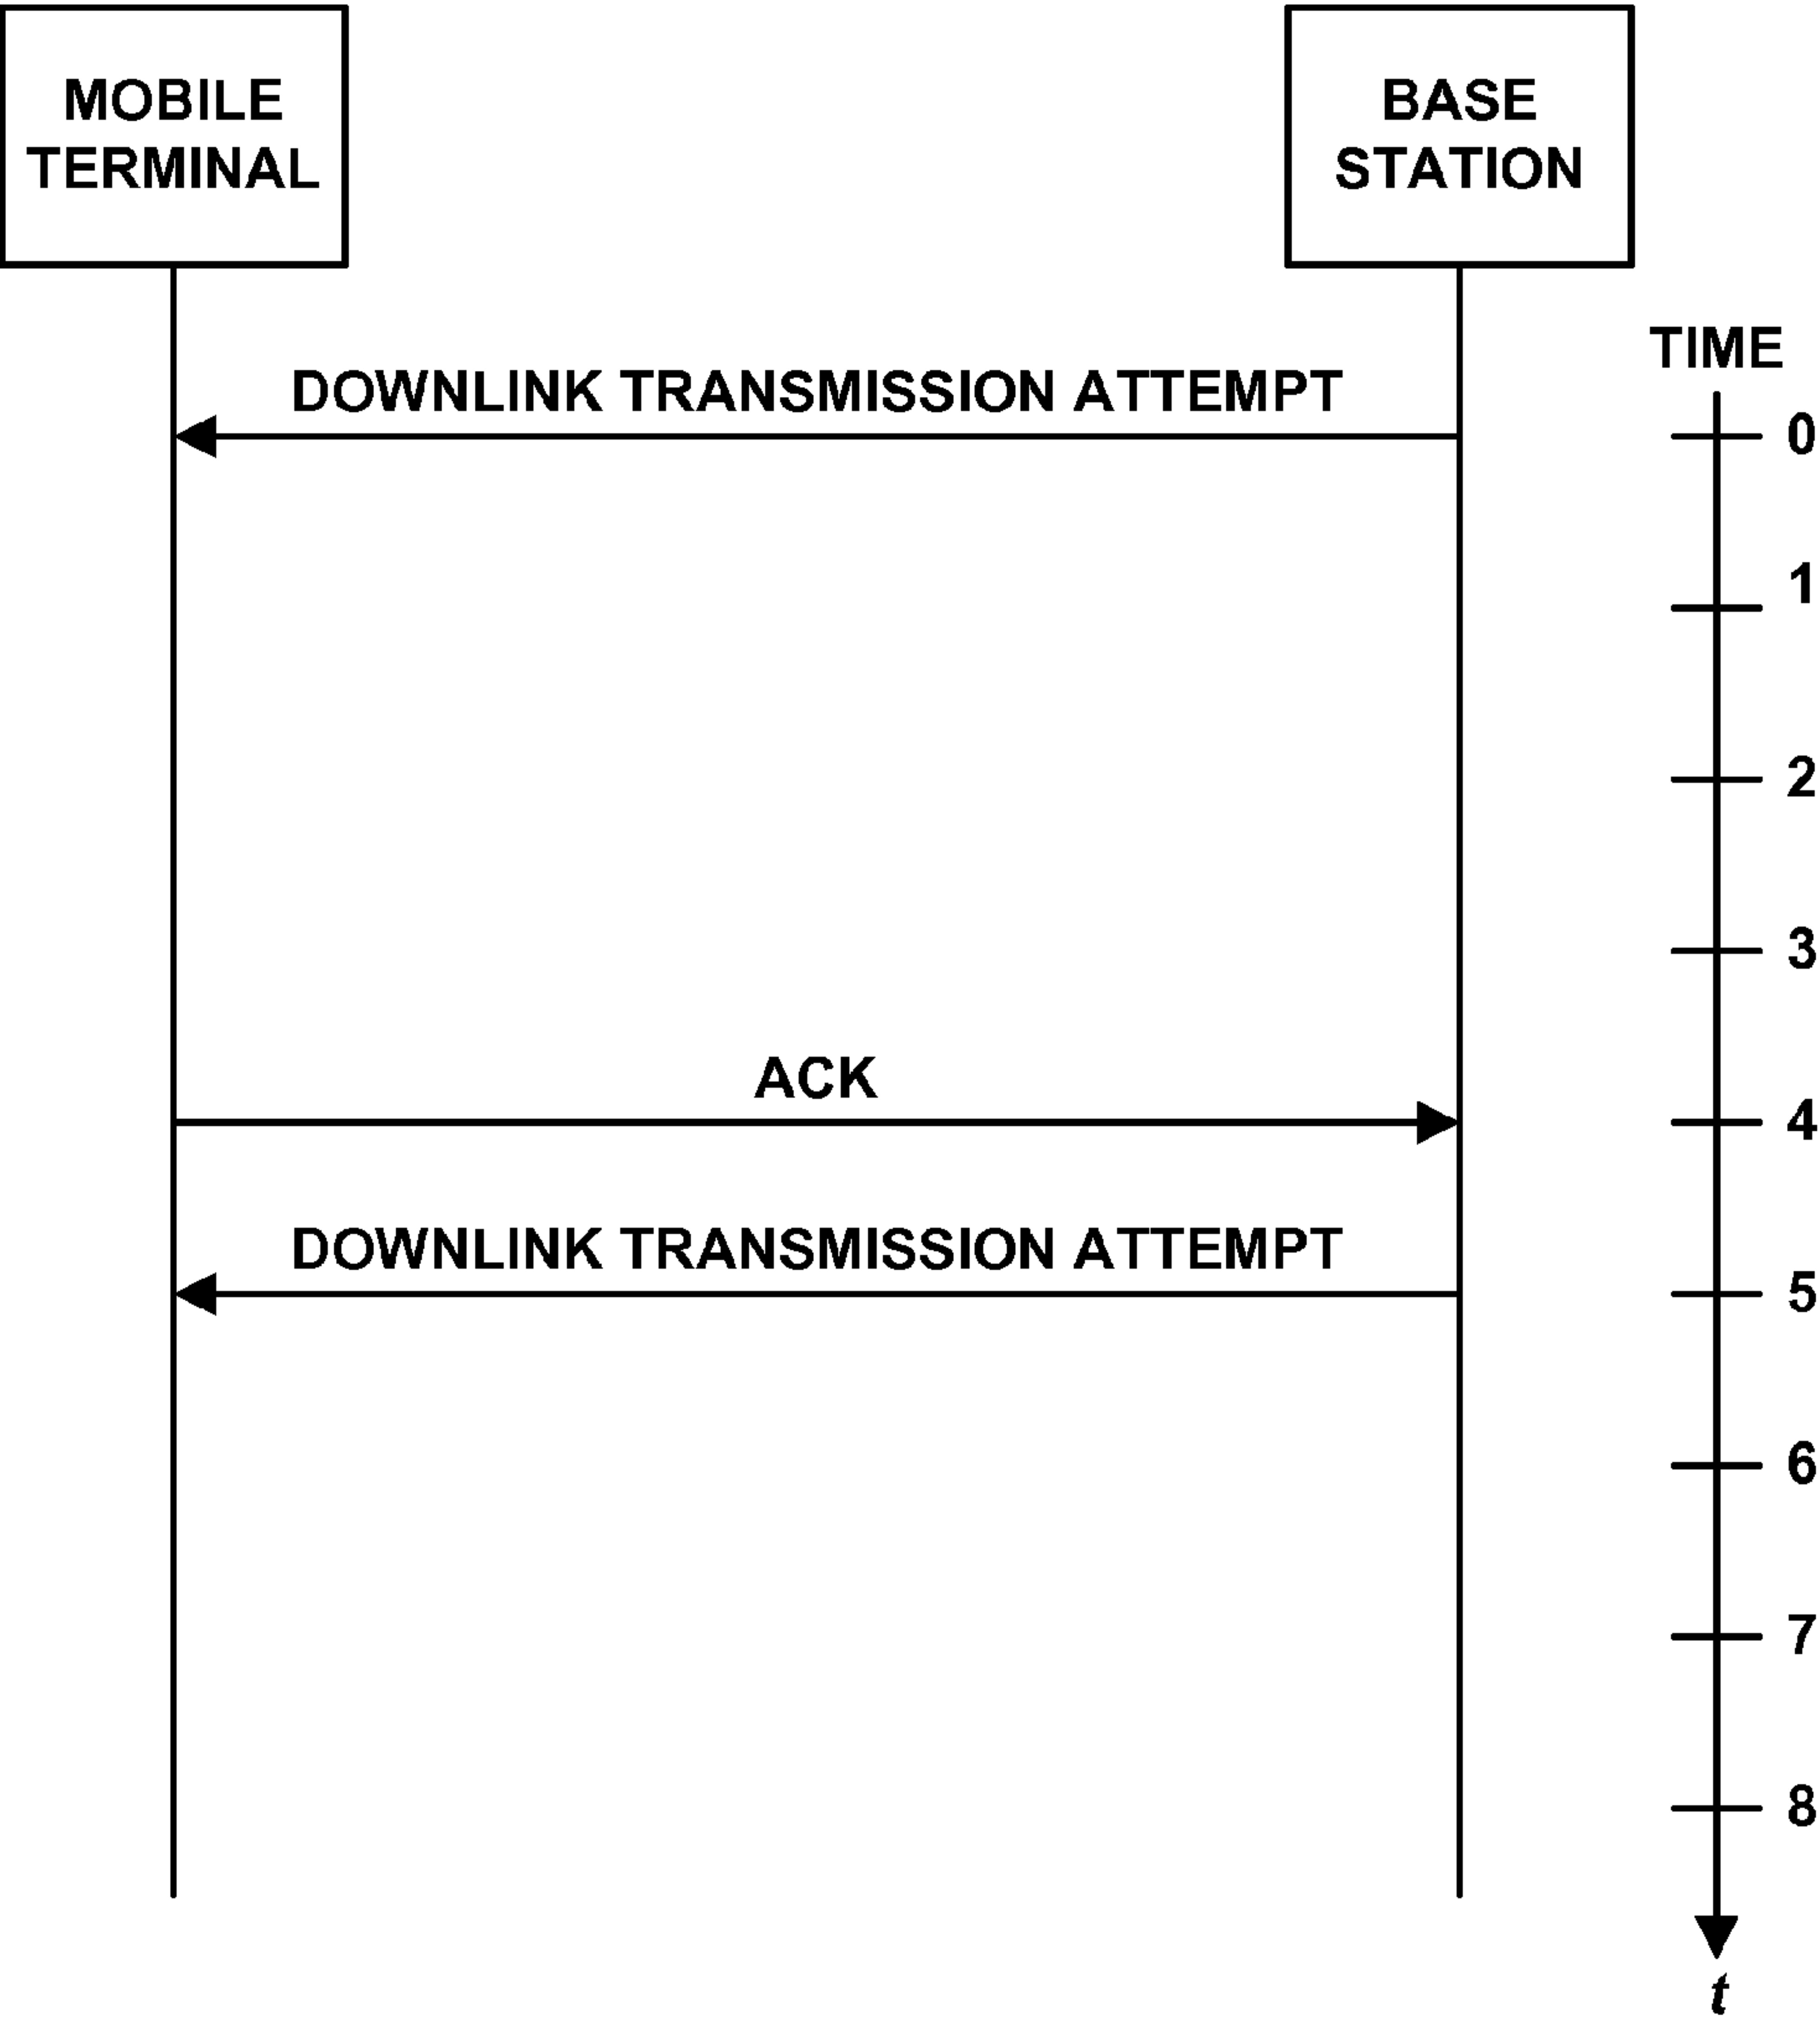 MOBILE
TERMINAL
BASE
STATION
TIME
DOWNLINK TRANSMISSION ATTEMPT
0
1
2
3
ACK
4
DOWNLINK TRANSMISSION ATTEMPT
5
6
7
8
t